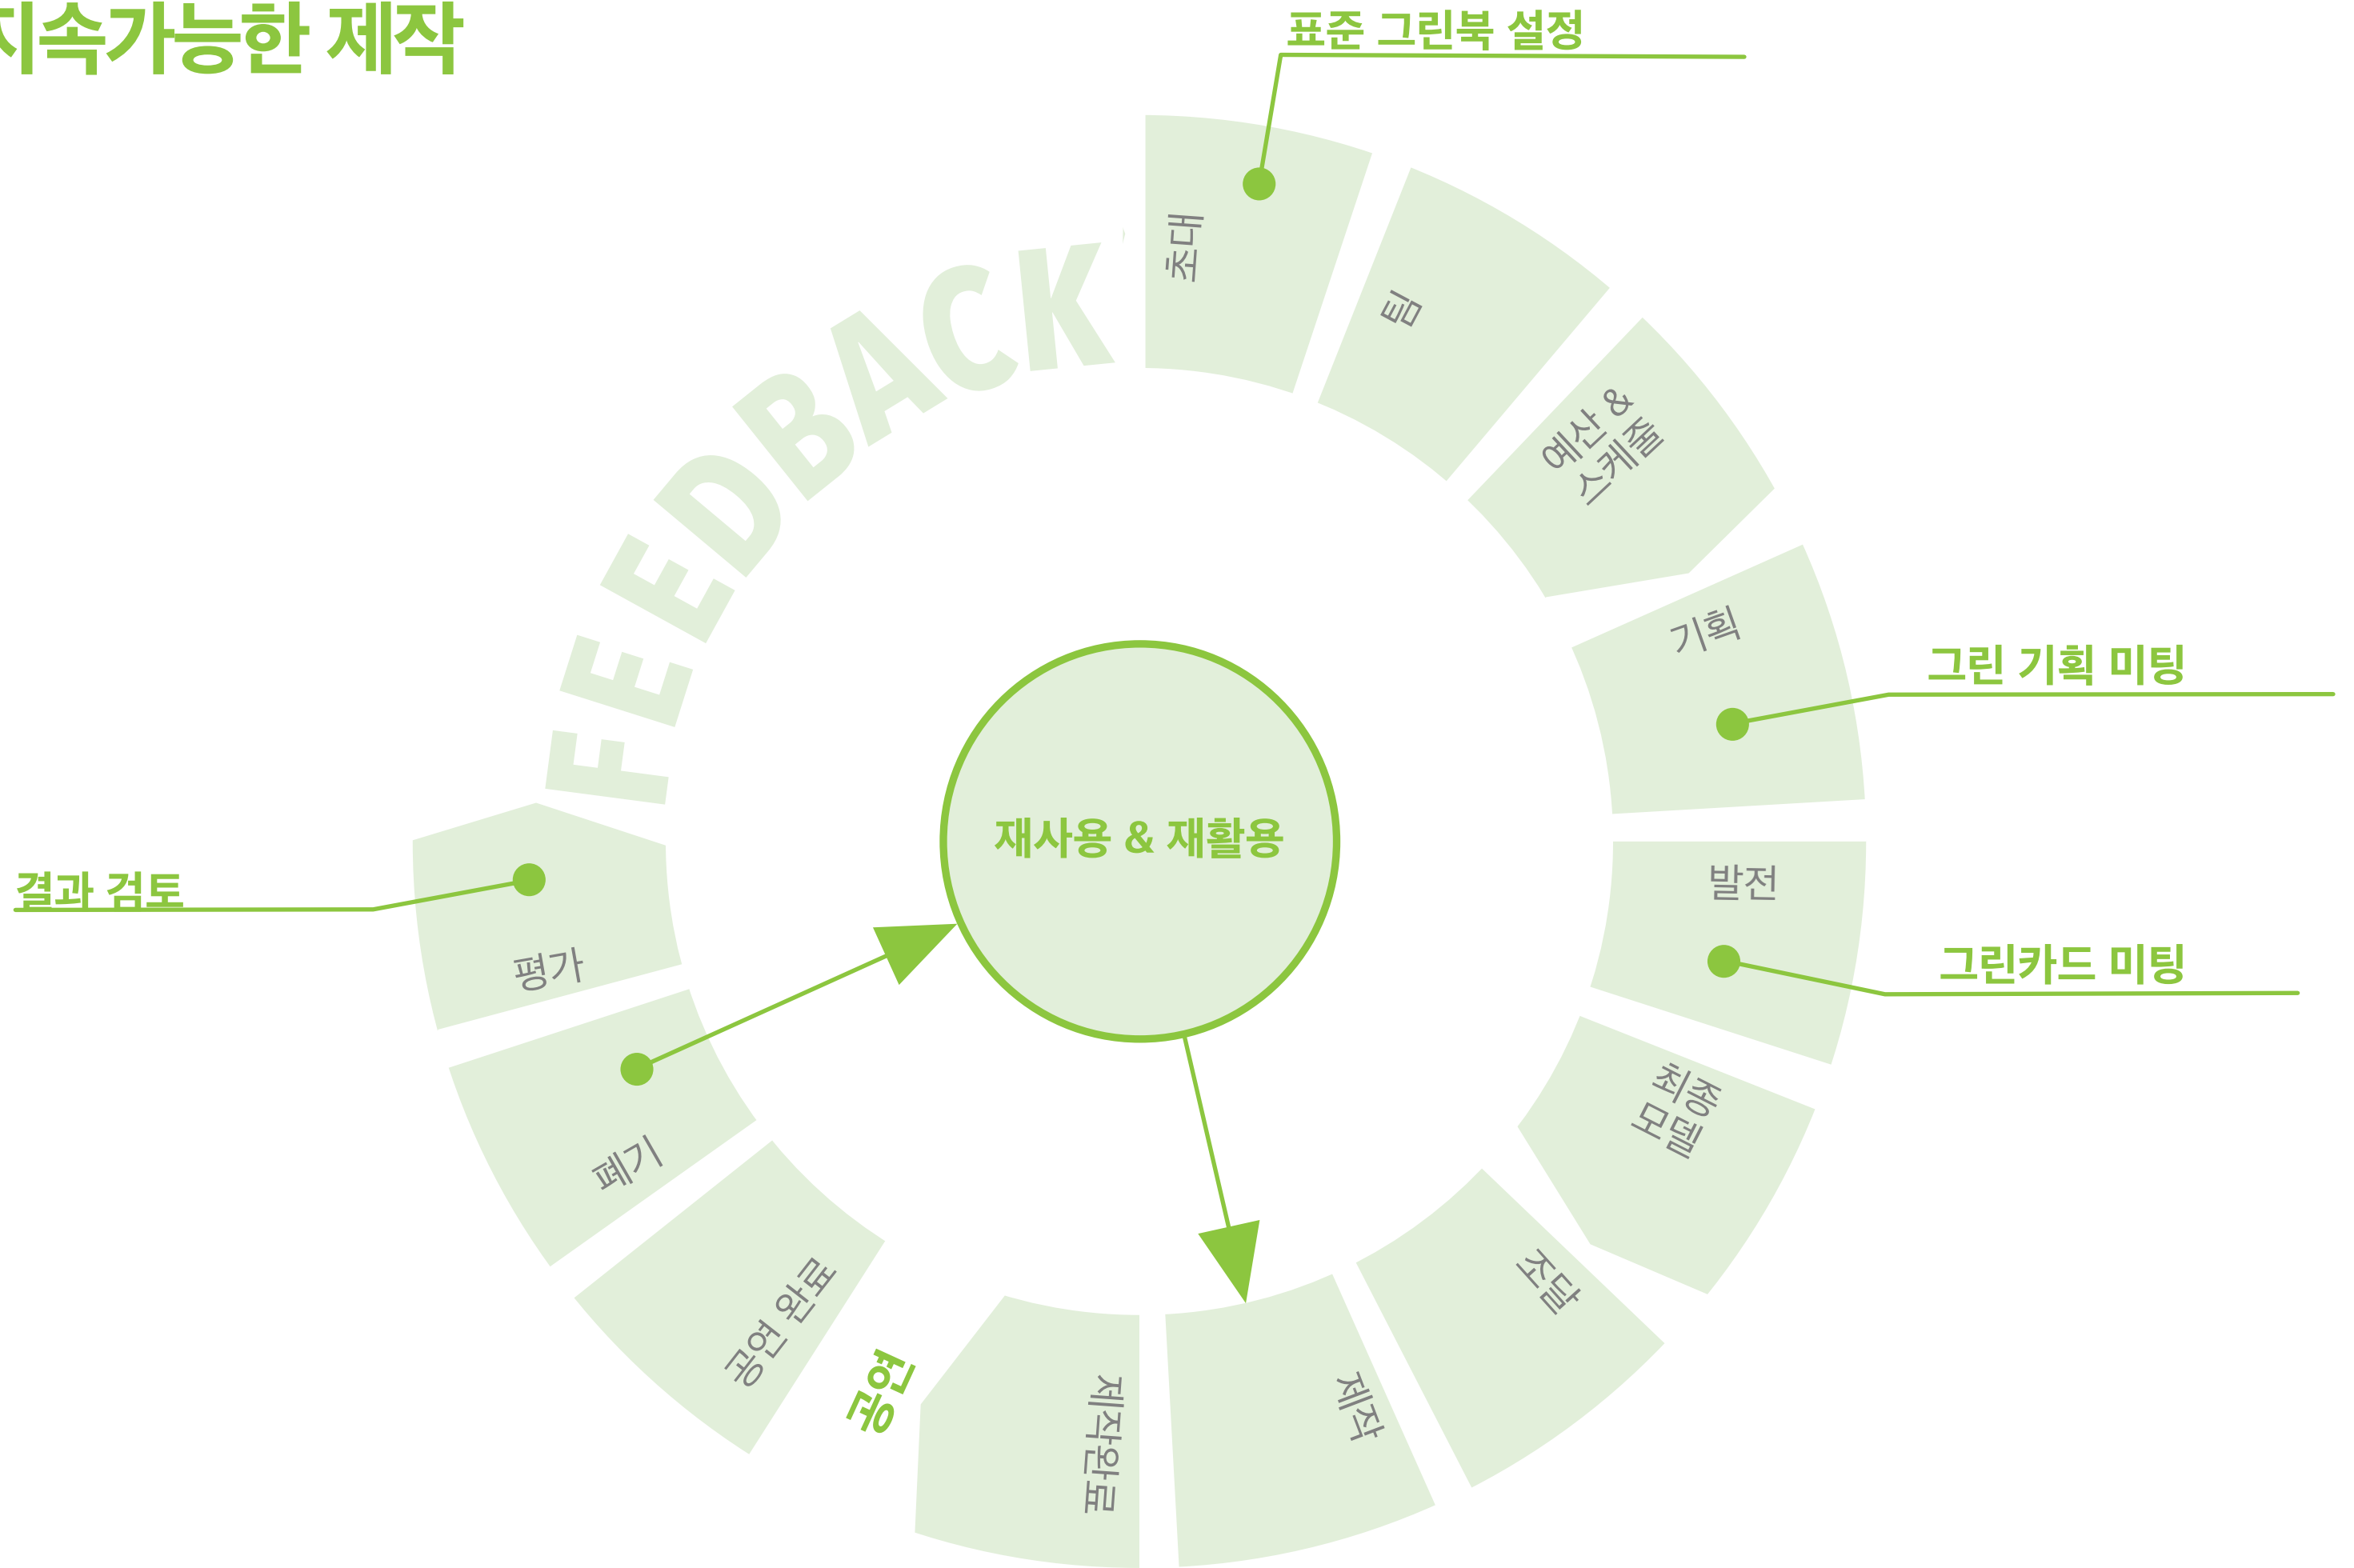 지속가능한 제작
표준 그린북 설정
초대
팀
예산 &
스케줄
기획
그린 기획 미팅
발전
그린카드 미팅
최종
모델
조달
제작
제작완료
공연
공연 완료
폐기
평가
결과 검토
FEEDBACK
재사용 & 재활용